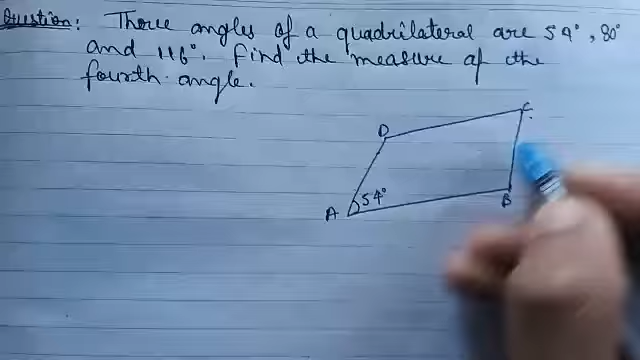 Question: Three angles of a quadrilateral are 54°, 80°
and 116°. Find the measure of the
fourth angle.
D
C
A
54°
B